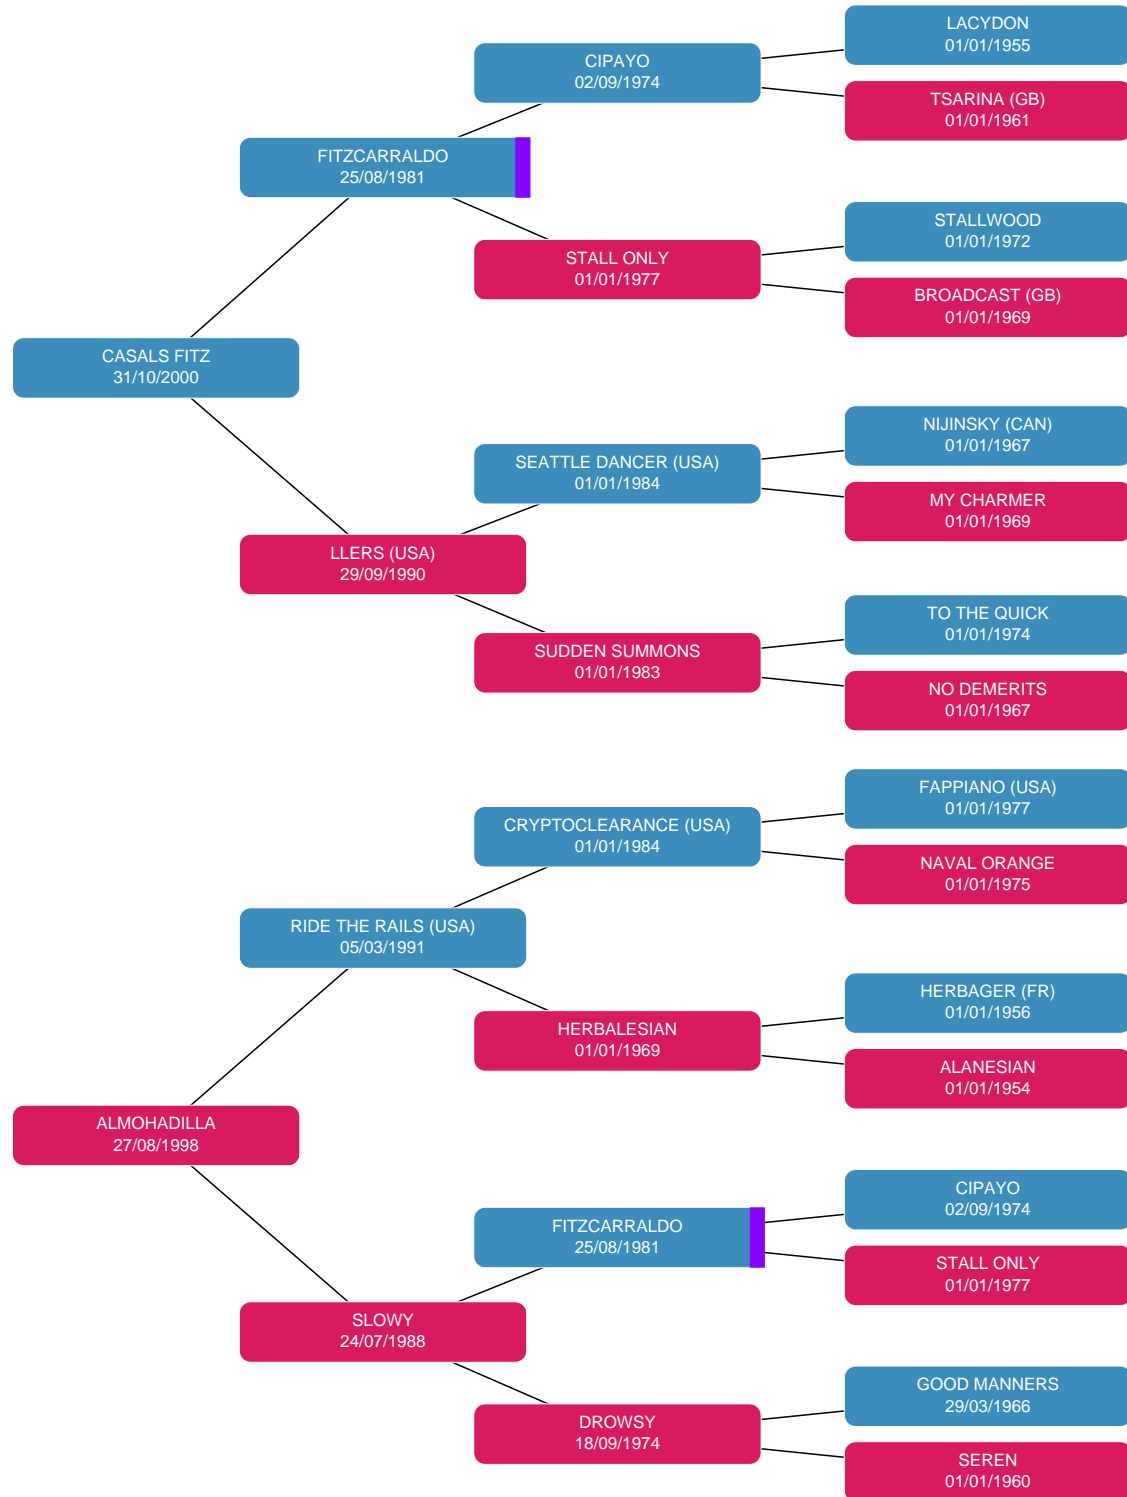 LACYDON
01/01/1955
CIPAYO
02/09/1974
TSARINA (GB)
01/01/1961
FITZCARRALDO
25/08/1981
STALLWOOD
01/01/1972
STALL ONLY
01/01/1977
BROADCAST (GB)
01/01/1969
CASALS FITZ
31/10/2000
NIJINSKY (CAN)
01/01/1967
SEATTLE DANCER (USA)
01/01/1984
MY CHARMER
01/01/1969
LLERS (USA)
29/09/1990
TO THE QUICK
01/01/1974
SUDDEN SUMMONS
01/01/1983
NO DEMERITS
01/01/1967
FAPPIANO (USA)
01/01/1977
CRYPTOCLEARANCE (USA)
01/01/1984
NAVAL ORANGE
01/01/1975
RIDE THE RAILS (USA)
05/03/1991
HERBAGER (FR)
01/01/1956
HERBALESIAN
01/01/1969
ALANESIAN
01/01/1954
ALMOHADILLA
27/08/1998
CIPAYO
02/09/1974
FITZCARRALDO
25/08/1981
STALL ONLY
01/01/1977
SLOWY
24/07/1988
GOOD MANNERS
29/03/1966
DROWSY
18/09/1974
SEREN
01/01/1960